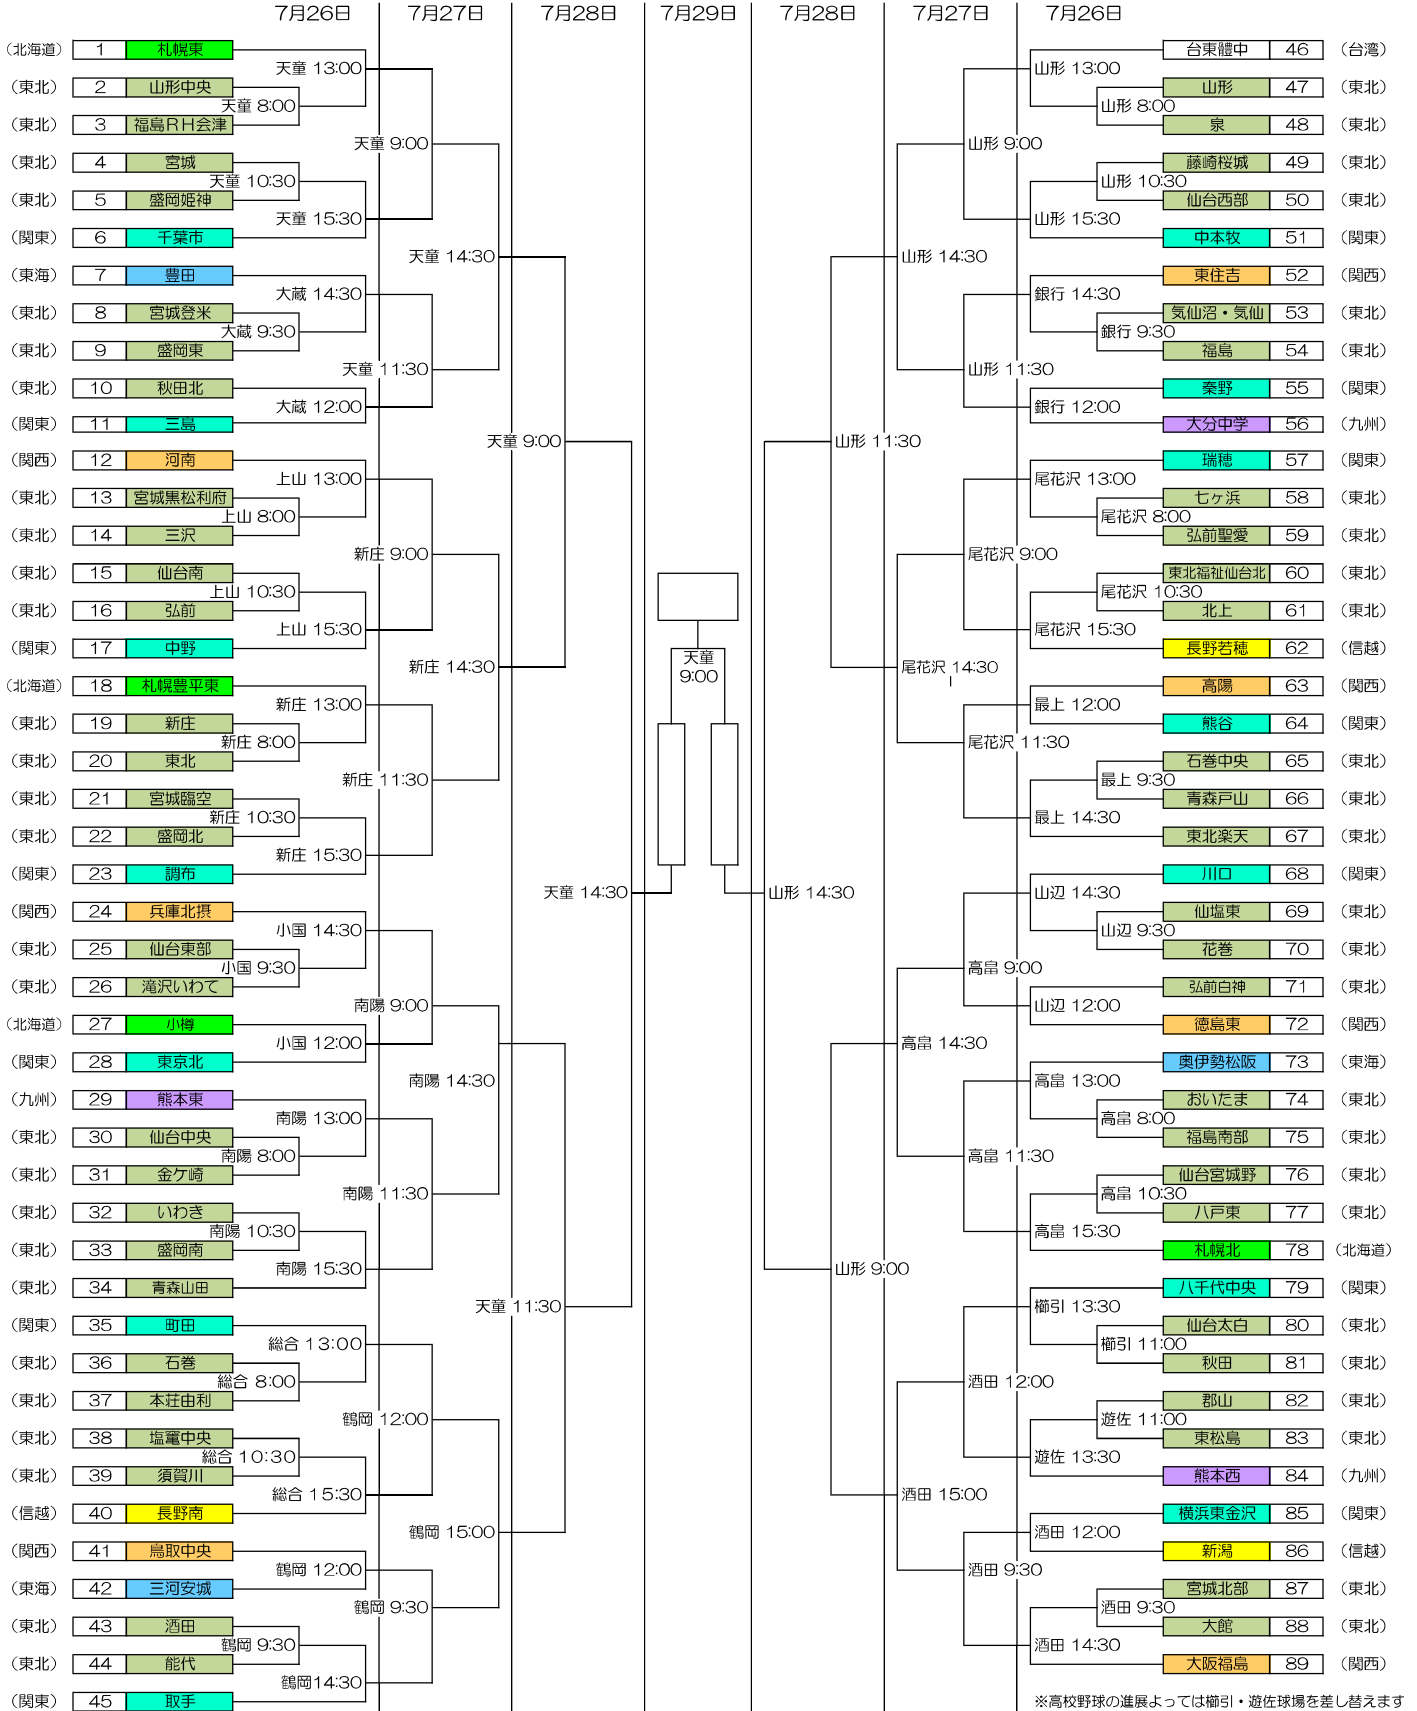 7月26日 7月27日 7月28日 7月29日 7月28日 7月27日 7月26日
(北海道) 1 札幌東
天童 13:00
(東北) 2 山形中央
天童 8:00
(東北) 3 福島RH会津
天童 9:00
(東北) 4 宮城
天童 10:30
(東北) 5 盛岡姫神
天童 15:30
(関東) 6 千葉市
天童 14:30
(東海) 7 豊田
大蔵 14:30
(東北) 8 宮城登米
大蔵 9:30
(東北) 9 盛岡東
天童 11:30
(東北) 10 秋田北
大蔵 12:00
(関東) 11 三島
天童 9:00
(関西) 12 河南
上山 13:00
(東北) 13 宮城黒松利府
上山 8:00
(東北) 14 三沢
新庄 9:00
(東北) 15 仙台南
上山 10:30
(東北) 16 弘前
上山 15:30
(関東) 17 中野
新庄 14:30
(北海道) 18 札幌豊平東
新庄 13:00
(東北) 19 新庄
新庄 8:00
(東北) 20 東北
新庄 11:30
(東北) 21 宮城臨空
新庄 10:30
(東北) 22 盛岡北
新庄 15:30
(関東) 23 調布
天童 14:30
(関西) 24 兵庫北摂
小国 14:30
(東北) 25 仙台東部
小国 9:30
(東北) 26 滝沢いわて
南陽 9:00
(北海道) 27 小樽
小国 12:00
(関東) 28 東京北
南陽 14:30
(九州) 29 熊本東
南陽 13:00
(東北) 30 仙台中央
南陽 8:00
(東北) 31 金ケ崎
南陽 11:30
(東北) 32 いわき
南陽 10:30
(東北) 33 盛岡南
南陽 15:30
(東北) 34 青森山田
天童 11:30
(関東) 35 町田
総合 13:00
(東北) 36 石巻
総合 8:00
(東北) 37 本荘由利
鶴岡 12:00
(東北) 38 塩竈中央
総合 10:30
(東北) 39 須賀川
総合 15:30
(信越) 40 長野南
鶴岡 15:00
(関西) 41 鳥取中央
鶴岡 12:00
(東海) 42 三河安城
鶴岡 9:30
(東北) 43 酒田
鶴岡 9:30
(東北) 44 能代
鶴岡14:30
(関東) 45 取手
天童
9:00
台東體中 46 (台湾)
山形 13:00
山形 47 (東北)
山形 8:00
泉 48 (東北)
山形 9:00
藤崎桜城 49 (東北)
山形 10:30
仙台西部 50 (東北)
山形 15:30
中本牧 51 (関東)
山形 14:30
東住吉 52 (関西)
銀行 14:30
気仙沼・気仙 53 (東北)
銀行 9:30
福島 54 (東北)
山形 11:30
秦野 55 (関東)
銀行 12:00
大分中学 56 (九州)
山形 11:30
瑞穂 57 (関東)
尾花沢 13:00
七ヶ浜 58 (東北)
尾花沢 8:00
弘前聖愛 59 (東北)
尾花沢 9:00
東北福祉仙台北 60 (東北)
尾花沢 10:30
北上 61 (東北)
尾花沢 15:30
長野若穂 62 (信越)
尾花沢 14:30
高陽 63 (関西)
最上 12:00
熊谷 64 (関東)
尾花沢 11:30
石巻中央 65 (東北)
最上 9:30
青森戸山 66 (東北)
最上 14:30
東北楽天 67 (東北)
川口 68 (関東)
山形 14:30
山辺 14:30
仙塩東 69 (東北)
山辺 9:30
花巻 70 (東北)
高畠 9:00
弘前白神 71 (東北)
山辺 12:00
徳島東 72 (関西)
高畠 14:30
奥伊勢松阪 73 (東海)
高畠 13:00
おいたま 74 (東北)
高畠 8:00
福島南部 75 (東北)
高畠 11:30
仙台宮城野 76 (東北)
高畠 10:30
八戸東 77 (東北)
高畠 15:30
札幌北 78 (北海道)
山形 9:00
八千代中央 79 (関東)
櫛引 13:30
仙台太白 80 (東北)
櫛引 11:00
秋田 81 (東北)
酒田 12:00
郡山 82 (東北)
遊佐 11:00
東松島 83 (東北)
遊佐 13:30
熊本西 84 (九州)
酒田 15:00
横浜東金沢 85 (関東)
酒田 12:00
新潟 86 (信越)
酒田 9:30
宮城北部 87 (東北)
酒田 9:30
大館 88 (東北)
酒田 14:30
大阪福島 89 (関西)
※高校野球の進展よっては櫛引・遊佐球場を差し替えます